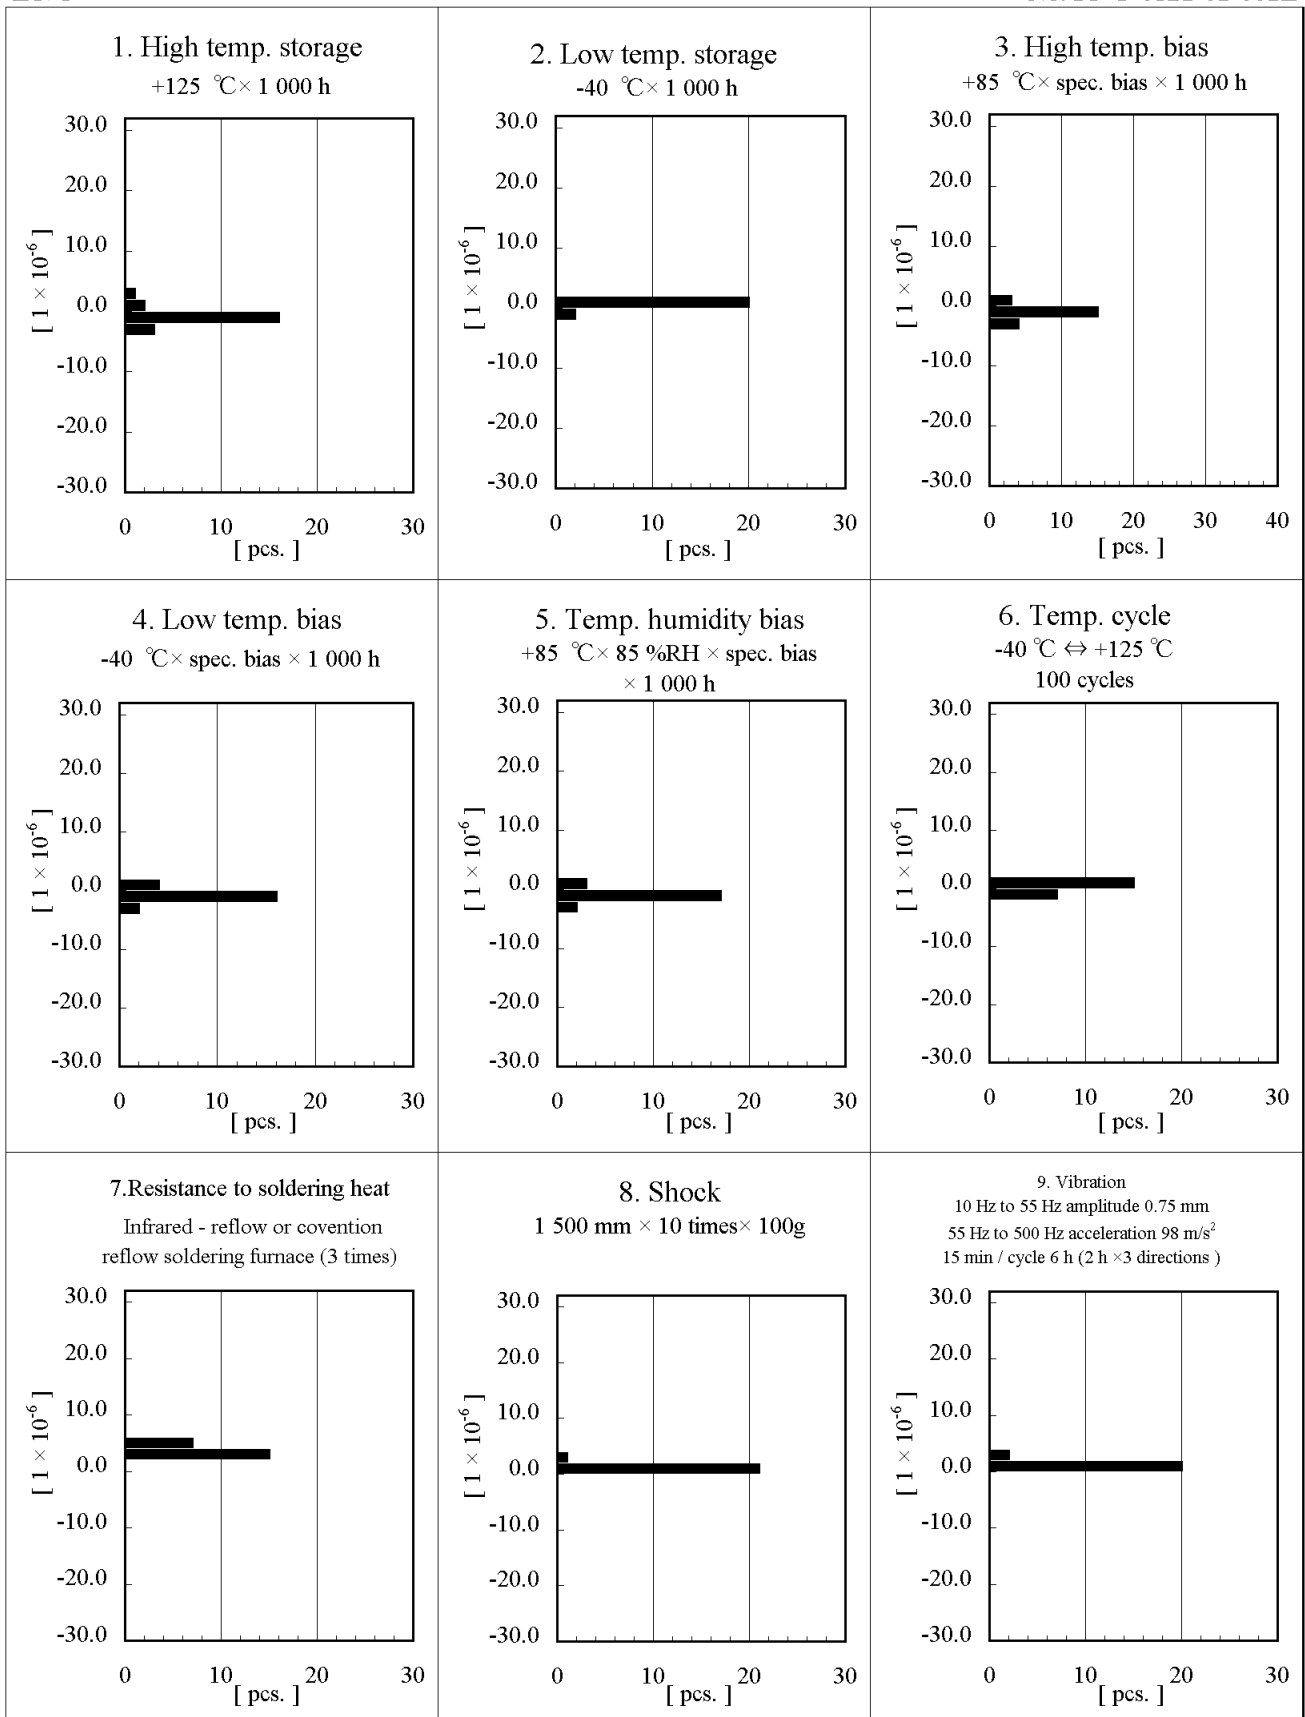 1. High temp. storage
+125 ℃× 1 000 h
30.0
20.0
10.0
0.0
-10.0
-20.0
-30.0
[ 1 × 10⁻⁶ ]
0 10 20 30
[ pcs. ]
2. Low temp. storage
-40 ℃× 1 000 h
30.0
20.0
10.0
0.0
-10.0
-20.0
-30.0
[ 1 × 10⁻⁶ ]
0 10 20 30
[ pcs. ]
3. High temp. bias
+85 ℃× spec. bias × 1 000 h
30.0
20.0
10.0
0.0
-10.0
-20.0
-30.0
[ 1 × 10⁻⁶ ]
0 10 20 30 40
[ pcs. ]
4. Low temp. bias
-40 ℃× spec. bias × 1 000 h
30.0
20.0
10.0
0.0
-10.0
-20.0
-30.0
[ 1 × 10⁻⁶ ]
0 10 20 30
[ pcs. ]
5. Temp. humidity bias
+85 ℃× 85 %RH × spec. bias
× 1 000 h
30.0
20.0
10.0
0.0
-10.0
-20.0
-30.0
[ 1 × 10⁻⁶ ]
0 10 20 30
[ pcs. ]
6. Temp. cycle
-40 ℃ ⇔ +125 ℃
100 cycles
30.0
20.0
10.0
0.0
-10.0
-20.0
-30.0
[ 1 × 10⁻⁶ ]
0 10 20 30
[ pcs. ]
7.Resistance to soldering heat
Infrared - reflow or covention
reflow soldering furnace (3 times)
30.0
20.0
10.0
0.0
-10.0
-20.0
-30.0
[ 1 × 10⁻⁶ ]
0 10 20 30
[ pcs. ]
8. Shock
1 500 mm × 10 times× 100g
30.0
20.0
10.0
0.0
-10.0
-20.0
-30.0
[ 1 × 10⁻⁶ ]
0 10 20 30
[ pcs. ]
9. Vibration
10 Hz to 55 Hz amplitude 0.75 mm
55 Hz to 500 Hz acceleration 98 m/s²
15 min / cycle 6 h (2 h ×3 directions )
30.0
20.0
10.0
0.0
-10.0
-20.0
-30.0
[ 1 × 10⁻⁶ ]
0 10 20 30
[ pcs. ]